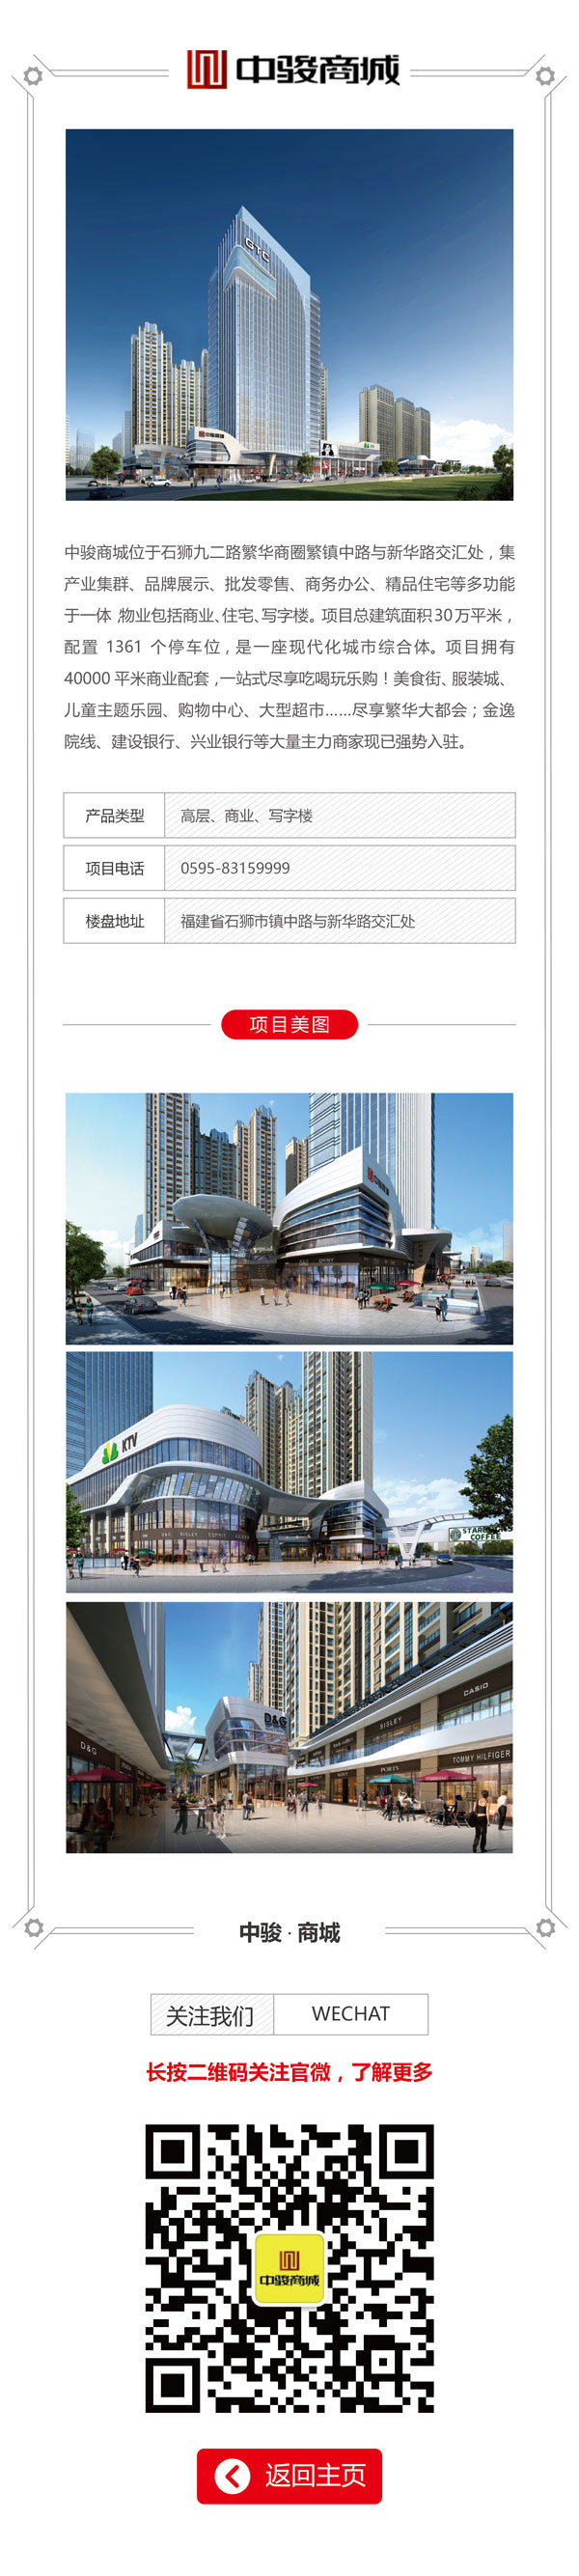 中骏商城
GTC
中骏商城
中骏商城位于石狮九二路繁华商圈繁镇中路与新华路交汇处，集
产业集群、品牌展示、批发零售、商务办公、精品住宅等多功能
于一体,物业包括商业、住宅、写字楼。项目总建筑面积30万平米，
配置 1361 个停车位，是一座现代化城市综合体。项目拥有
40000 平米商业配套,一站式尽享吃喝玩乐购！美食街、服装城、
儿童主题乐园、购物中心、大型超市……尽享繁华大都会；金逸
院线、建设银行、兴业银行等大量主力商家现已强势入驻。
产品类型 高层、商业、写字楼
项目电话 0595-83159999
楼盘地址 福建省石狮市镇中路与新华路交汇处
项目美图
中骏商城
KTV
D&G SISLEY ESPRIT
STARBUCKS
COFFEE
D&G
CASIO
SISLEY
D&G
TOMMY HILFIGER
PORTS
中骏·商城
关注我们 WECHAT
长按二维码关注官微，了解更多
中骏商城
返回主页